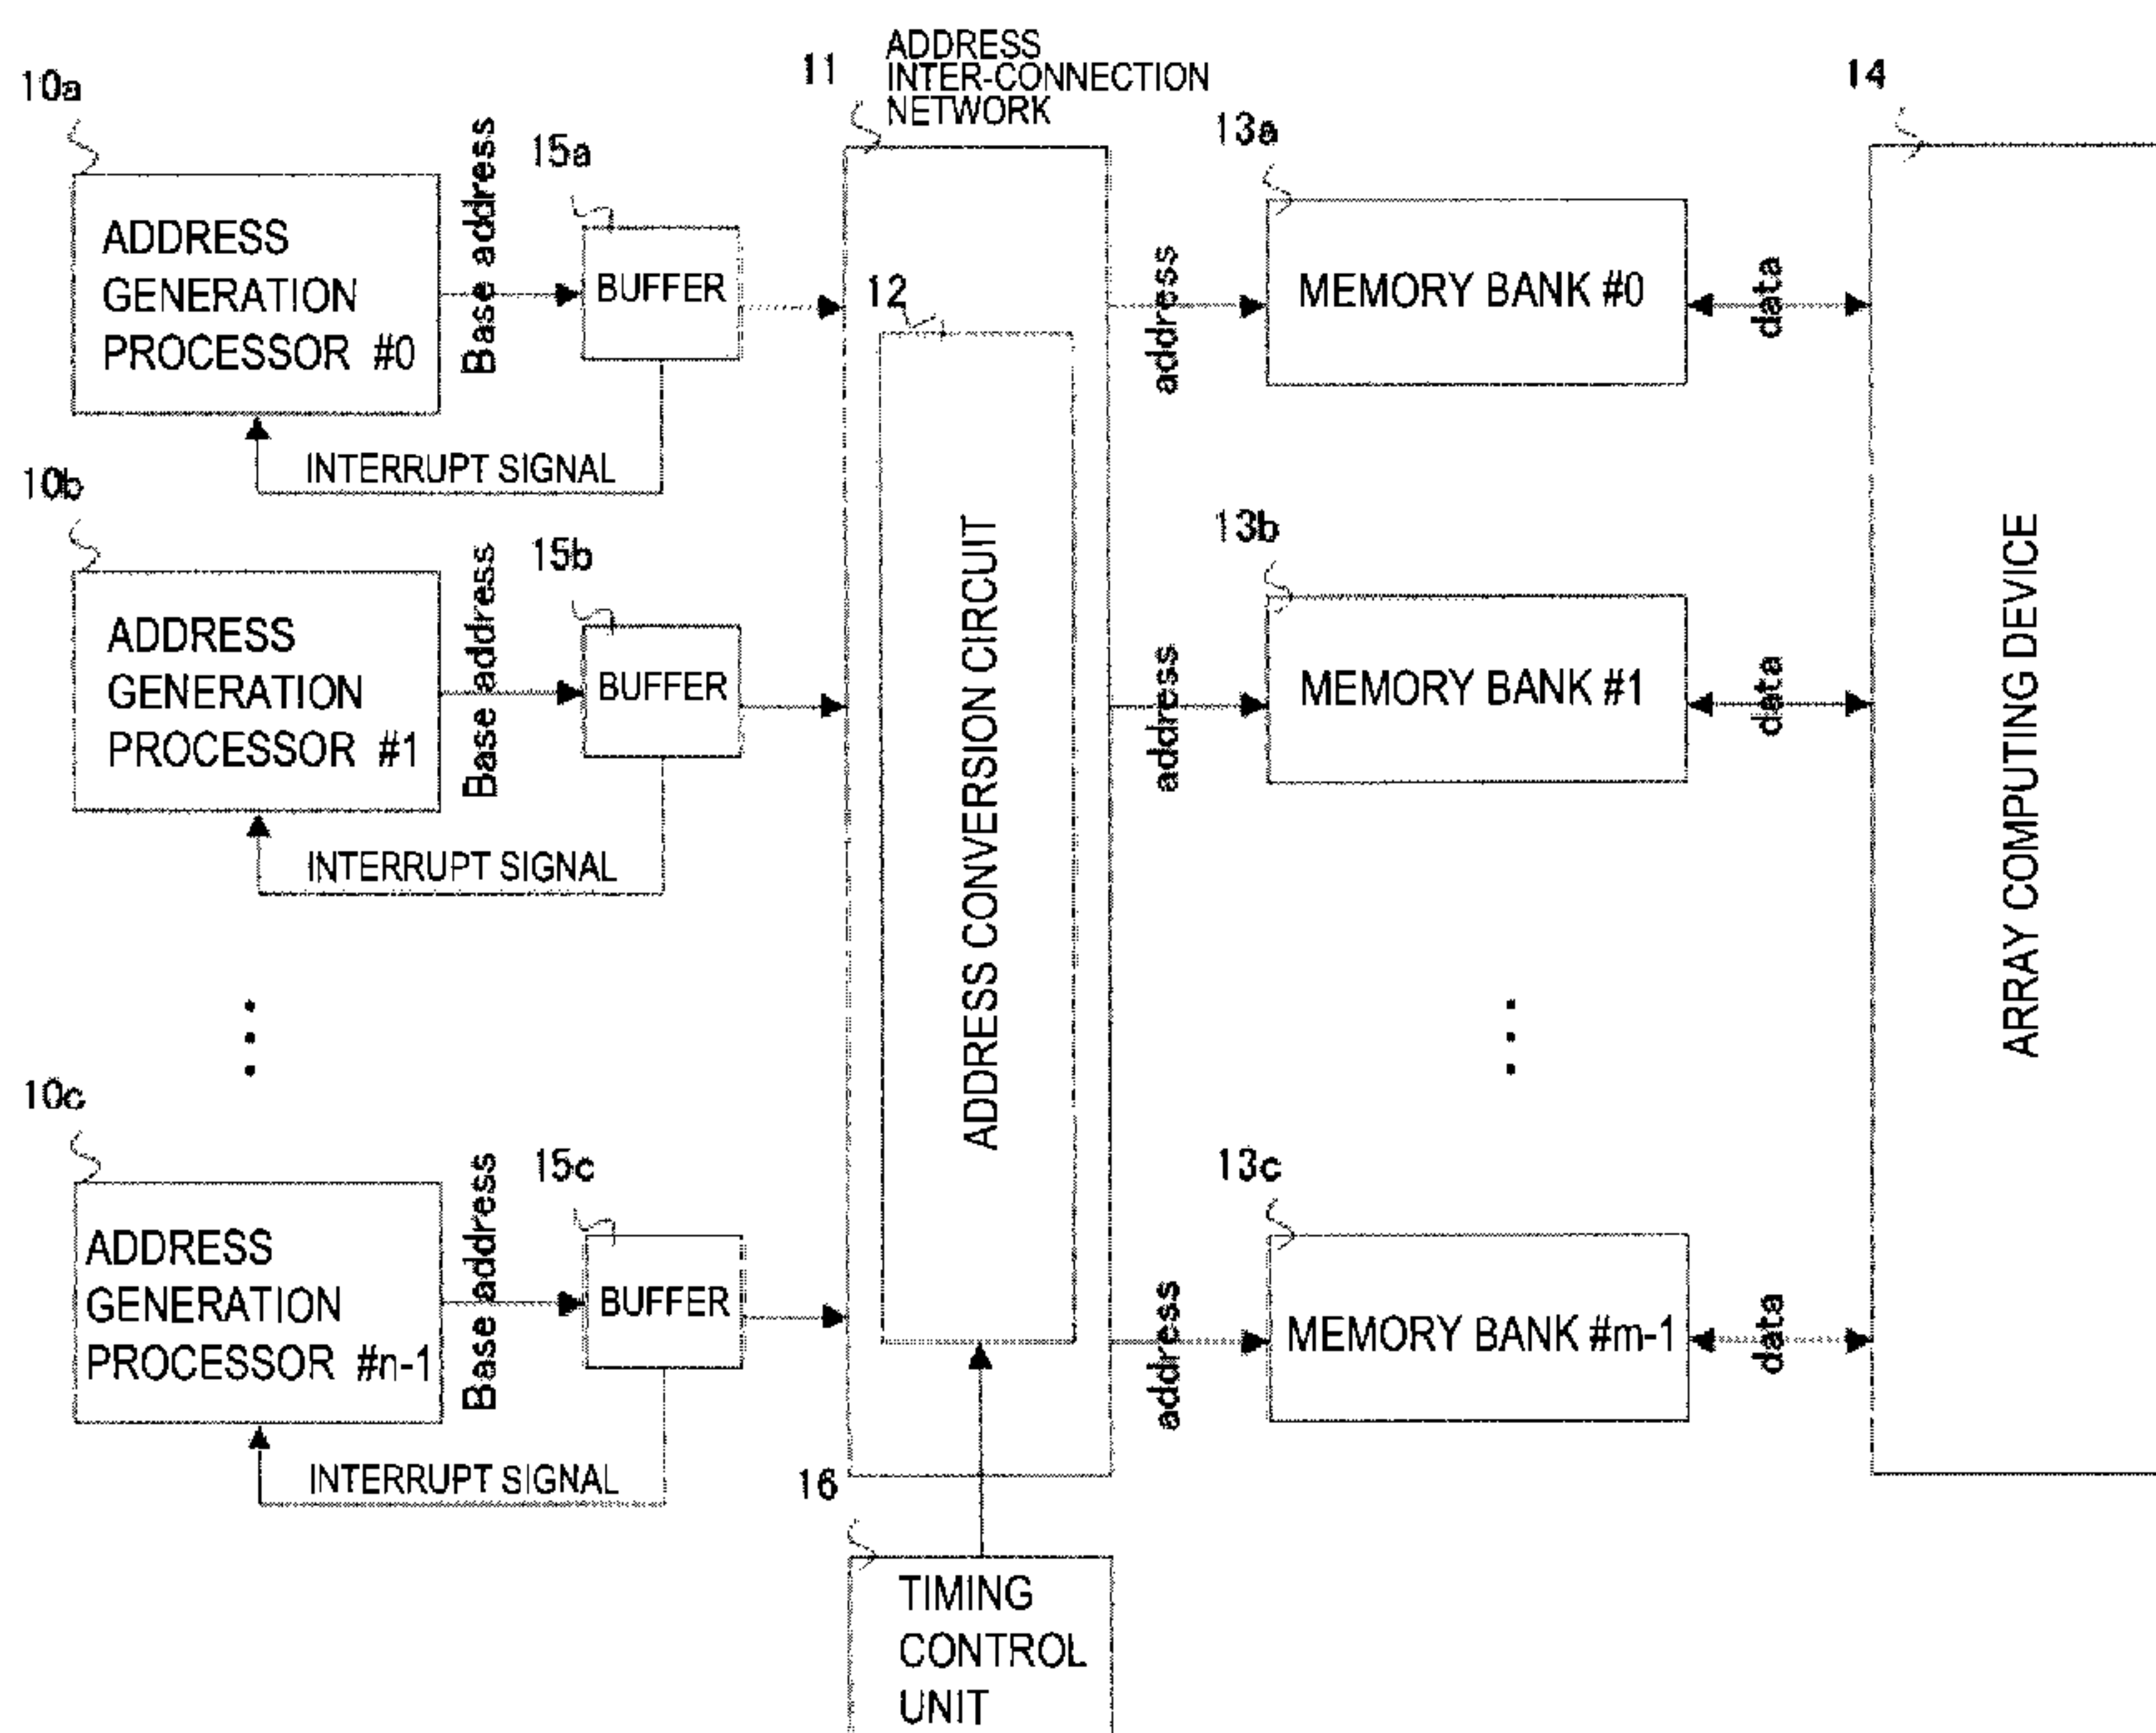 11
ADDRESS
INTER-CONNECTION
NETWORK
14
10a
15a
13a
ADDRESS
GENERATION
PROCESSOR #0
Base address
BUFFER
12
address
MEMORY BANK #0
data
INTERRUPT SIGNAL
10b
15b
13b
ADDRESS
GENERATION
PROCESSOR #1
Base address
BUFFER
ADDRESS CONVERSION CIRCUIT
address
MEMORY BANK #1
data
ARRAY COMPUTING DEVICE
INTERRUPT SIGNAL
10c
15c
13c
ADDRESS
GENERATION
PROCESSOR #n-1
Base address
BUFFER
address
MEMORY BANK #m-1
data
INTERRUPT SIGNAL
16
TIMING
CONTROL
UNIT